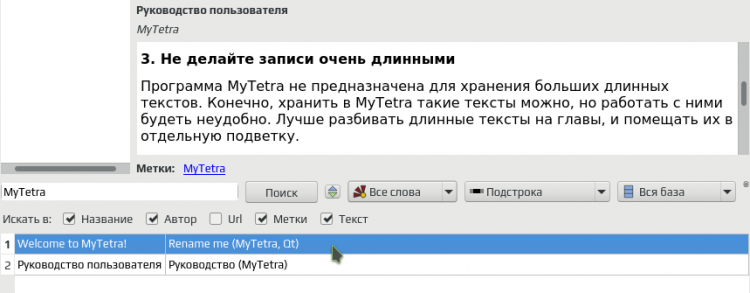 Руководство пользователя
MyTetra
3. Не делайте записи очень длинными
Программа MyTetra не предназначена для хранения больших длинных
текстов. Конечно, хранить в MyTetra такие тексты можно, но работать с ними
будеть неудобно. Лучше разбивать длинные тексты на главы, и помещать их в
отдельную подветку.
Метки: MyTetra
MyTetra Поиск Все слова Подстрока Вся база
Искать в: Название Автор Url Метки Текст
1 Welcome to MyTetra! Rename me (MyTetra, Qt)
2 Руководство пользователя Руководство (MyTetra)